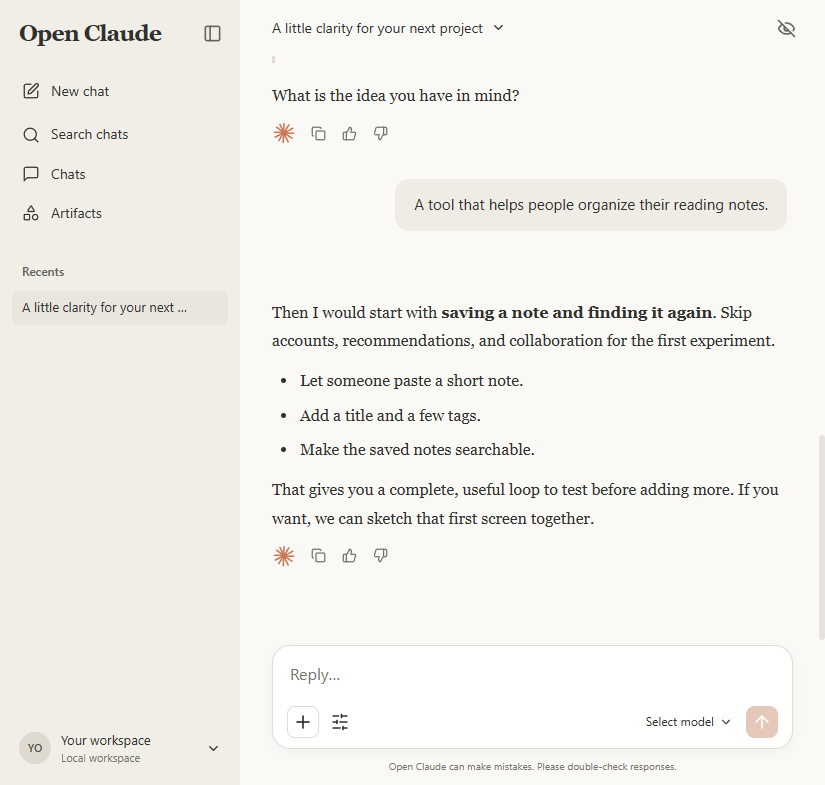 Open Claude
New chat
Search chats
Chats
Artifacts
Recents
A little clarity for your next ...
YO
Your workspace
Local workspace
A little clarity for your next project
What is the idea you have in mind?
A tool that helps people organize their reading notes.
Then I would start with saving a note and finding it again. Skip
accounts, recommendations, and collaboration for the first experiment.
• Let someone paste a short note.
• Add a title and a few tags.
• Make the saved notes searchable.
That gives you a complete, useful loop to test before adding more. If you
want, we can sketch that first screen together.
Reply...
Select model
Open Claude can make mistakes. Please double-check responses.